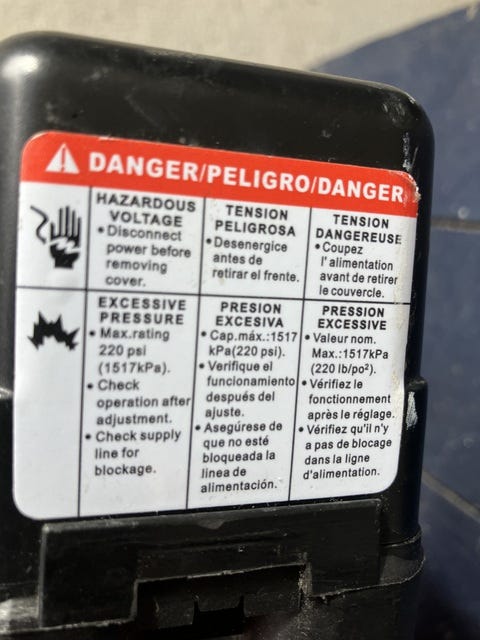 DANGER/PELIGRO/DANGER
HAZARDOUS
VOLTAGE
• Disconnect
power before
removing
cover.
TENSION
PELIGROSA
• Desenergice
antes de
retirar el frente.
TENSION
DANGEREUSE
• Coupez
l' alimentation
avant de retirer
le couvercle.
EXCESSIVE
PRESSURE
• Max.rating
220 psi
(1517kPa).
• Check
operation after
adjustment.
• Check supply
line for
blockage.
PRESION
EXCESIVA
• Cap.máx.:1517
kPa(220 psi).
• Verifique el
funcionamiento
después del
ajuste.
• Asegúrese de
que no esté
bloqueada la
linea de
alimentación.
PRESSION
EXCESSIVE
• Valeur nom.
Max.:1517kPa
(220 lb/po²).
• Vérifiez le
fonctionnement
après le réglage.
• Vérifiez qu'il n'y
a pas de blocage
dans la ligne
d'alimentation.